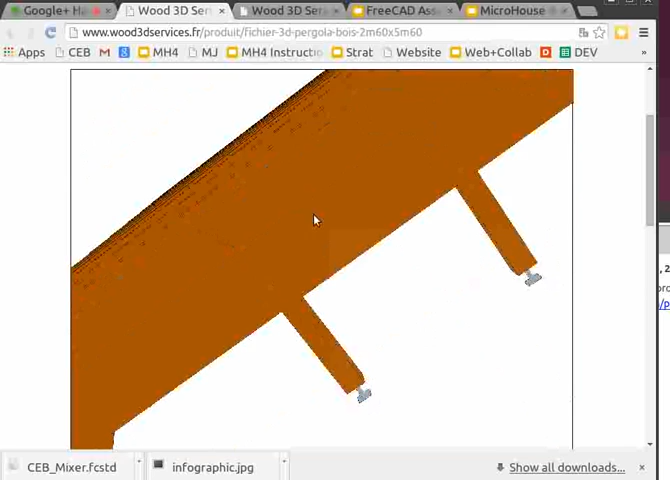 Google+ Ha
Wood 3D Ser
Wood 3D Ser
FreeCAD Ass
MicroHouse
www.wood3dservices.fr/produit/fichier-3d-pergola-bois-2m60x5m60
Apps
CEB
MH4
MJ
MH4 Instructio
Strat
Website
Web+Collab
DEV
, 2
pro
/p
CEB_Mixer.fcstd
infographic.jpg
Show all downloads...